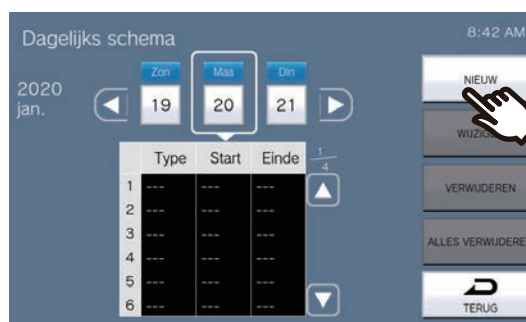 Dagelijks schema
8:42 AM
2020
jan.
Zon
Maa
Din
19
20
21
Type Start Einde
1
4
1 --- --- ---
2 --- --- ---
3 --- --- ---
4 --- --- ---
5 --- --- ---
6 --- --- ---
NIEUW
VERWIJDEREN
ALLES VERWIJDERE
TERUG